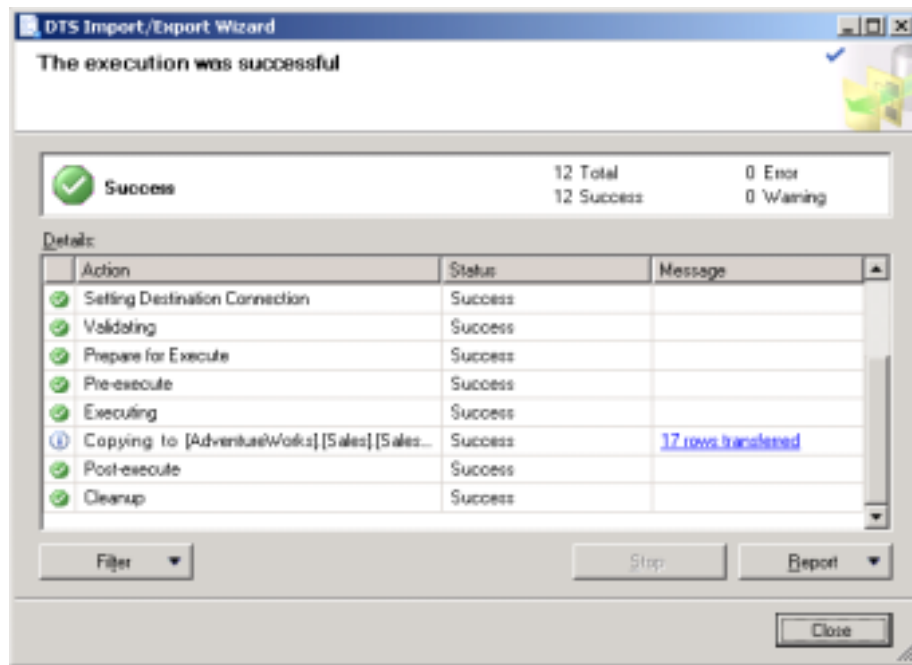 DTS Import/Export Wizard
The execution was successful
Success
12 Total
0 Error
12 Success
0 Warning
Details:
Action Status Message
Setting Destination Connection Success
Validating Success
Prepare for Execute Success
Pre-execute Success
Executing Success
Copying to [AdventureWorks].[Sales].[Sales... Success 17 rows transferred
Post-execute Success
Cleanup Success
Filter
Stop
Report
Close